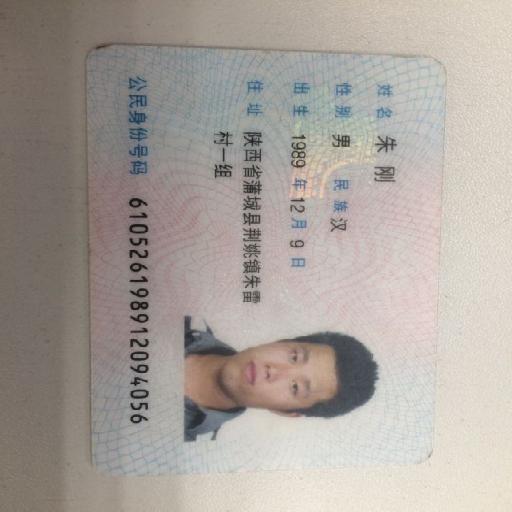 姓名 朱刚
性别 男 民族 汉
出生 1989 年 12 月 9 日
住址 陕西省蒲城县荆姚镇朱雷
村一组
公民身份号码 610526198912094056